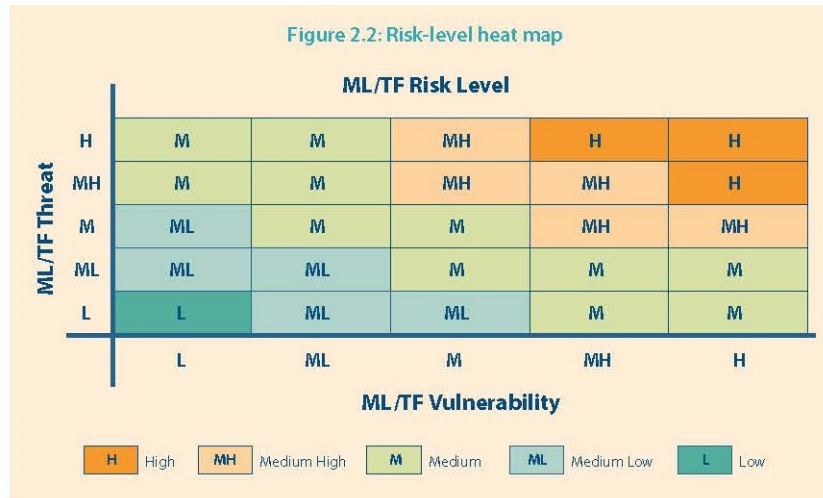 Figure 2.2: Risk-level heat map
ML/TF Risk Level
ML/TF Threat
H M M MH H H
MH M M MH MH H
M ML M M MH MH
ML ML ML M M M
L L ML ML M M
L ML M MH H
ML/TF Vulnerability
H High MH Medium High M Medium ML Medium Low L Low